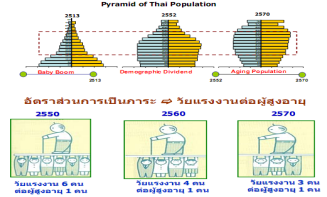 Pyramid of Thai Population
2513 2552 2570
Baby Boom 2513 Demographic Dividend 2552 Aging Population 2570
อัตราส่วนการเป็นภาระ ⇨ วัยแรงงานต่อผู้สูงอายุ
2550 2560 2570
วัยแรงงาน 6 คน วัยแรงงาน 4 คน วัยแรงงาน 3 คน
ต่อผู้สูงอายุ 1 คน ต่อผู้สูงอายุ 1 คน ต่อผู้สูงอายุ 1 คน